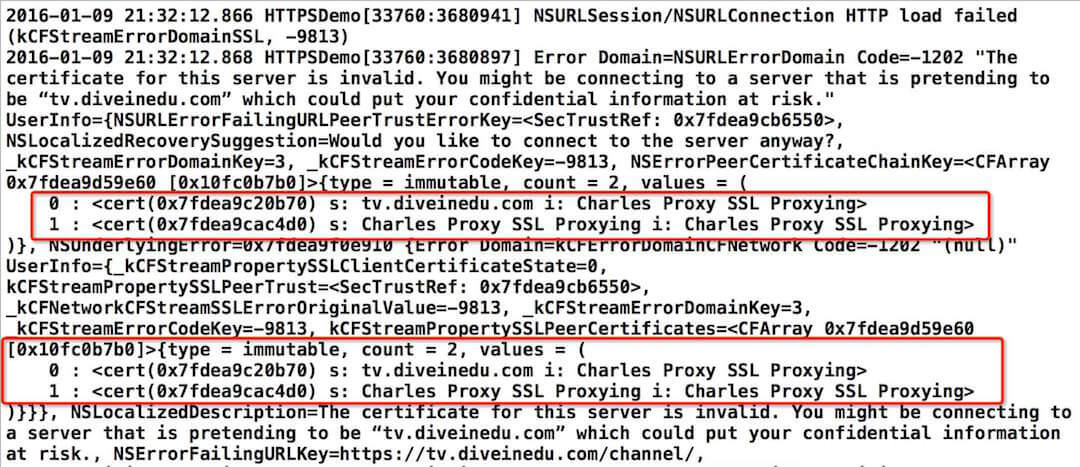 2016-01-09 21:32:12.866 HTTPSDemo[33760:3680941] NSURLSession/NSURLConnection HTTP load failed
(kCFStreamErrorDomainSSL, -9813)
2016-01-09 21:32:12.868 HTTPSDemo[33760:3680897] Error Domain=NSURLErrorDomain Code=-1202 "The
certificate for this server is invalid. You might be connecting to a server that is pretending to
be “tv.diveinedu.com” which could put your confidential information at risk."
UserInfo={NSURLErrorFailingURLPeerTrustErrorKey=<SecTrustRef: 0x7fdea9cb6550>,
NSLocalizedRecoverySuggestion=Would you like to connect to the server anyway?,
_kCFStreamErrorDomainKey=3, _kCFStreamErrorCodeKey=-9813, NSErrorPeerCertificateChainKey=<CFArray
0x7fdea9d59e60 [0x10fc0b7b0]>{type = immutable, count = 2, values = (
0 : <cert(0x7fdea9c20b70) s: tv.diveinedu.com i: Charles Proxy SSL Proxying>
1 : <cert(0x7fdea9cac4d0) s: Charles Proxy SSL Proxying i: Charles Proxy SSL Proxying>
)}, NSUnderlyingError=0x7fdea9f0e910 {Error Domain=kCFErrorDomainCFNetwork Code=-1202 "(null)"
UserInfo={_kCFStreamPropertySSLClientCertificateState=0,
kCFStreamPropertySSLPeerTrust=<SecTrustRef: 0x7fdea9cb6550>,
_kCFNetworkCFStreamSSLErrorOriginalValue=-9813, _kCFStreamErrorDomainKey=3,
_kCFStreamErrorCodeKey=-9813, kCFStreamPropertySSLPeerCertificates=<CFArray 0x7fdea9d59e60
[0x10fc0b7b0]>{type = immutable, count = 2, values = (
0 : <cert(0x7fdea9c20b70) s: tv.diveinedu.com i: Charles Proxy SSL Proxying>
1 : <cert(0x7fdea9cac4d0) s: Charles Proxy SSL Proxying i: Charles Proxy SSL Proxying>
)}}}, NSLocalizedDescription=The certificate for this server is invalid. You might be connecting to
a server that is pretending to be “tv.diveinedu.com” which could put your confidential information
at risk., NSErrorFailingURLKey=https://tv.diveinedu.com/channel/,